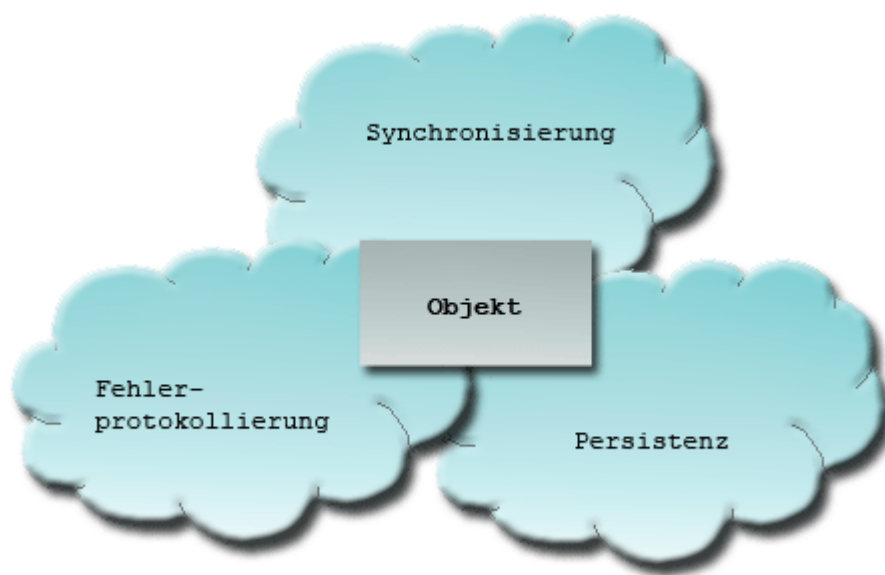 Synchronisierung
Objekt
Fehler-
protokollierung
Persistenz